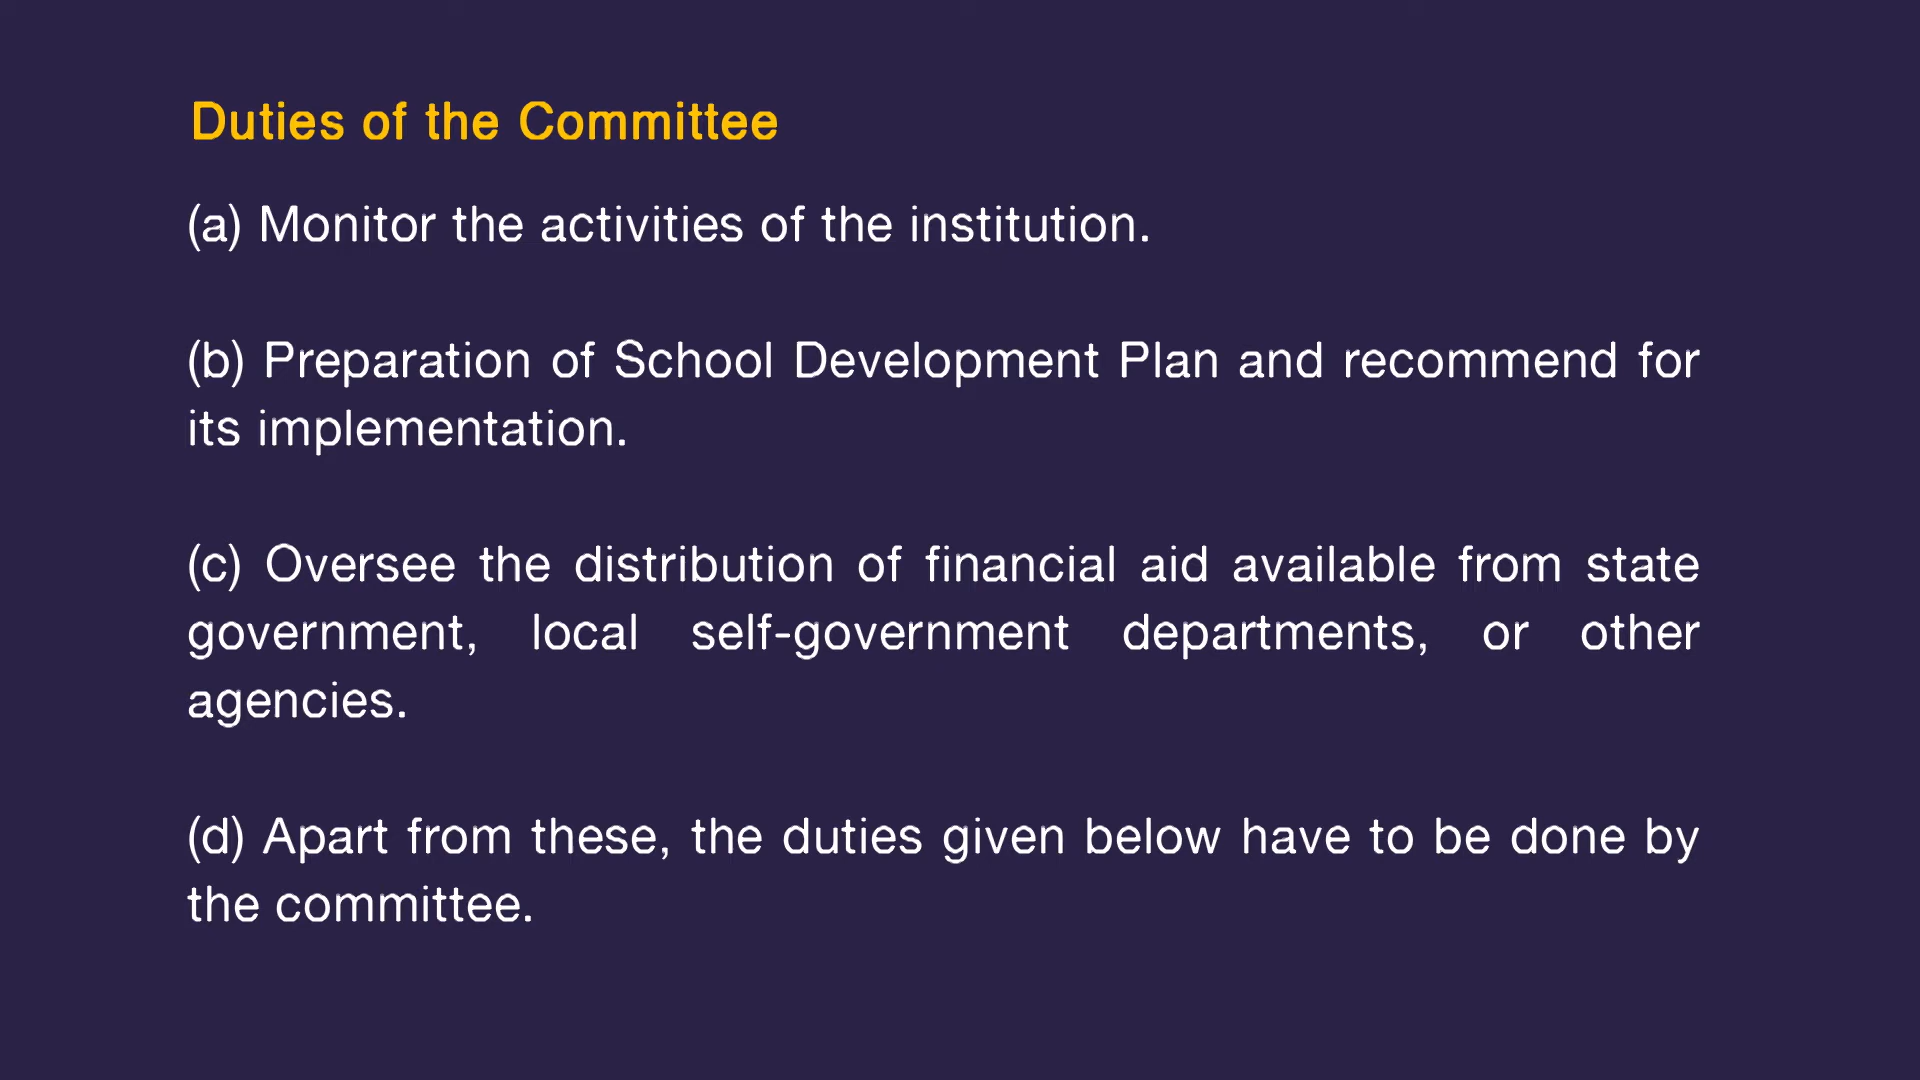 Duties of the Committee
(a) Monitor the activities of the institution.
(b) Preparation of School Development Plan and recommend for
its implementation.
(c) Oversee the distribution of financial aid available from state
government, local self-government departments, or other
agencies.
(d) Apart from these, the duties given below have to be done by
the committee.